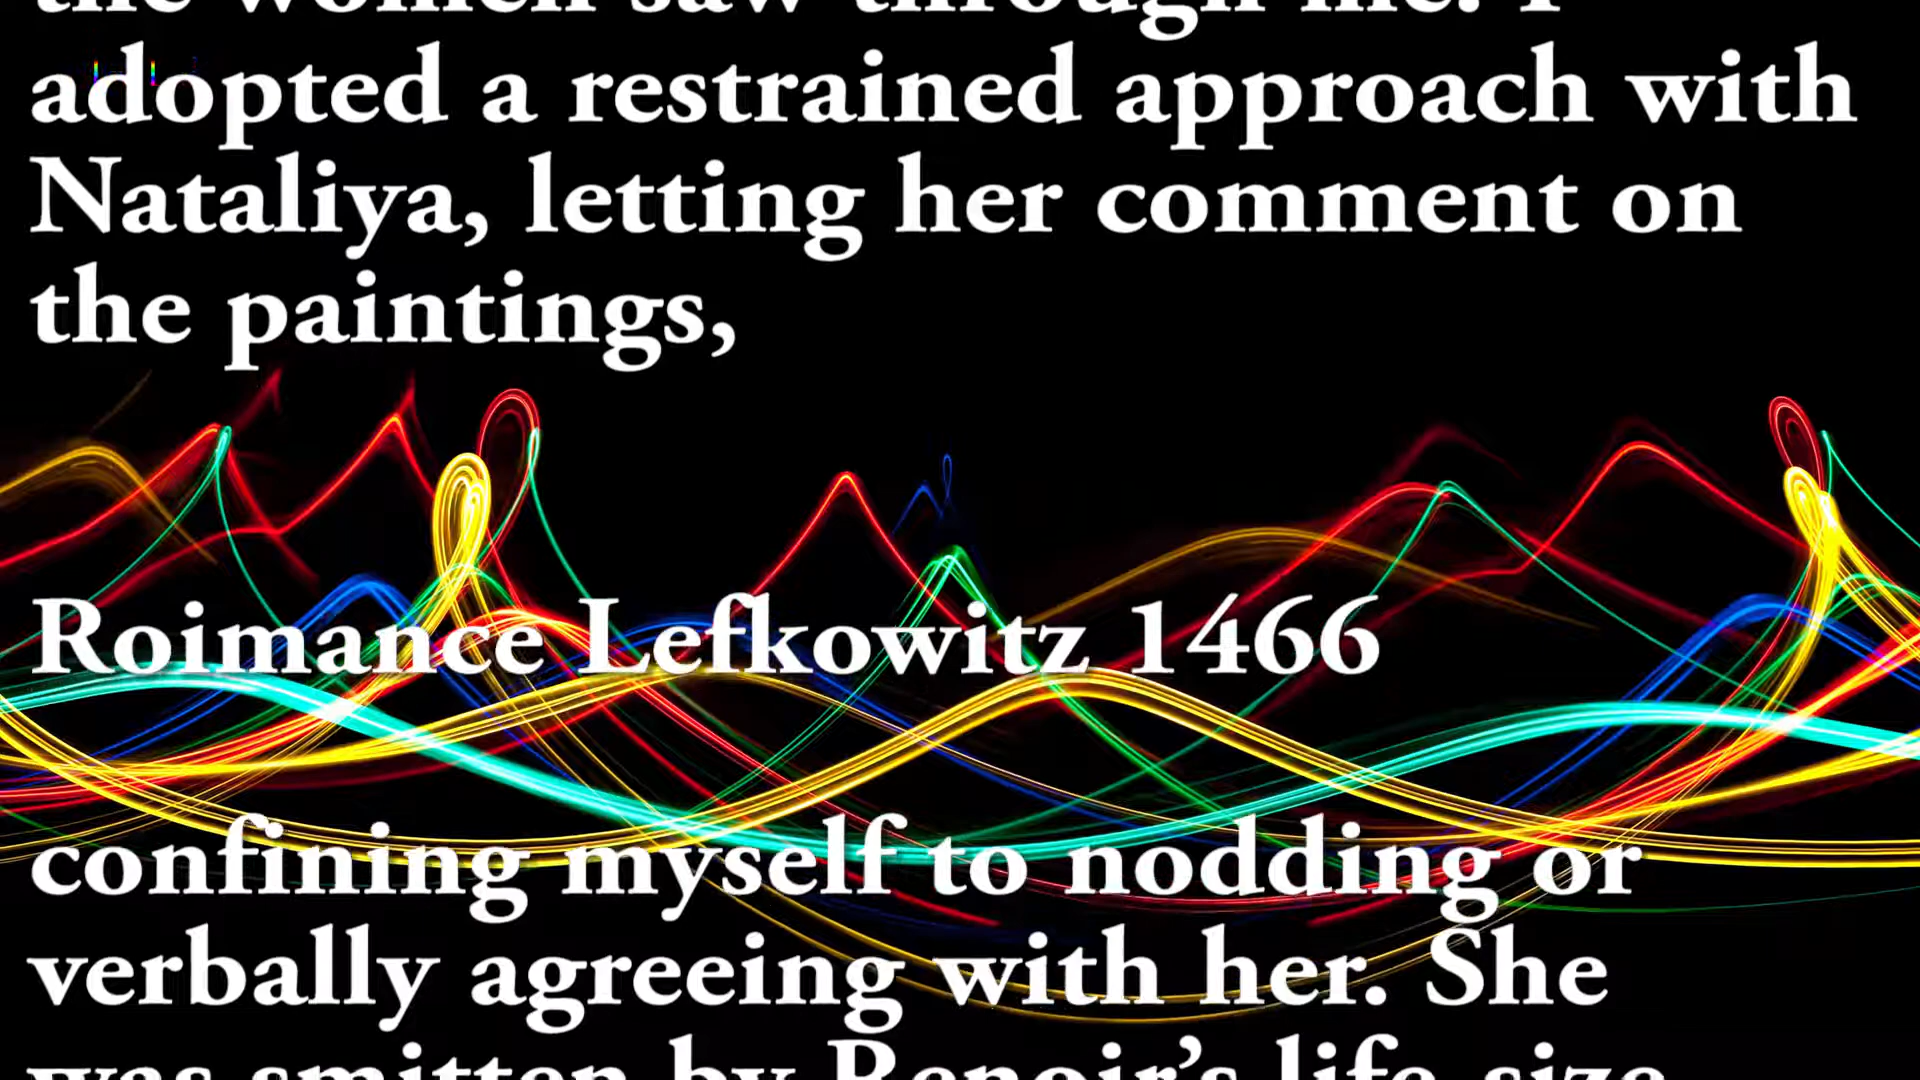 the women saw through me. I
adopted a restrained approach with
Nataliya, letting her comment on
the paintings,
Roimance Lefkowitz 1466
confining myself to nodding or
verbally agreeing with her. She
was smitten by Renoir’s life-size